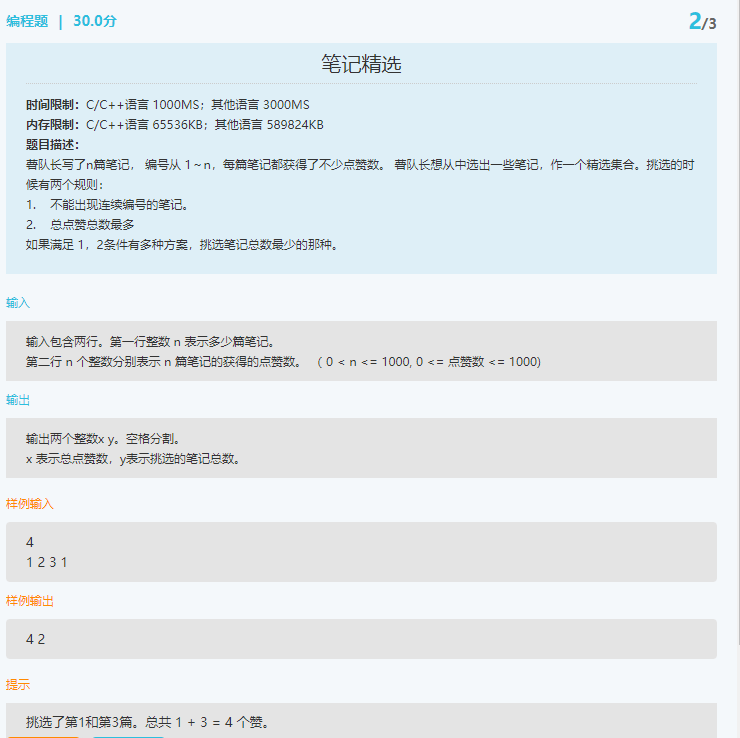 编程题 | 30.0分
2/3
笔记精选
时间限制：C/C++语言 1000MS；其他语言 3000MS
内存限制：C/C++语言 65536KB；其他语言 589824KB
题目描述：
薯队长写了n篇笔记， 编号从 1～n，每篇笔记都获得了不少点赞数。 薯队长想从中选出一些笔记，作一个精选集合。挑选的时
候有两个规则：
1. 不能出现连续编号的笔记。
2. 总点赞总数最多
如果满足 1，2条件有多种方案，挑选笔记总数最少的那种。
输入
输入包含两行。第一行整数 n 表示多少篇笔记。
第二行 n 个整数分别表示 n 篇笔记的获得的点赞数。 （ 0 < n <= 1000, 0 <= 点赞数 <= 1000)
输出
输出两个整数x y。空格分割。
x 表示总点赞数，y表示挑选的笔记总数。
样例输入
4
1 2 3 1
样例输出
4 2
提示
挑选了第1和第3篇。总共 1 + 3 = 4 个赞。